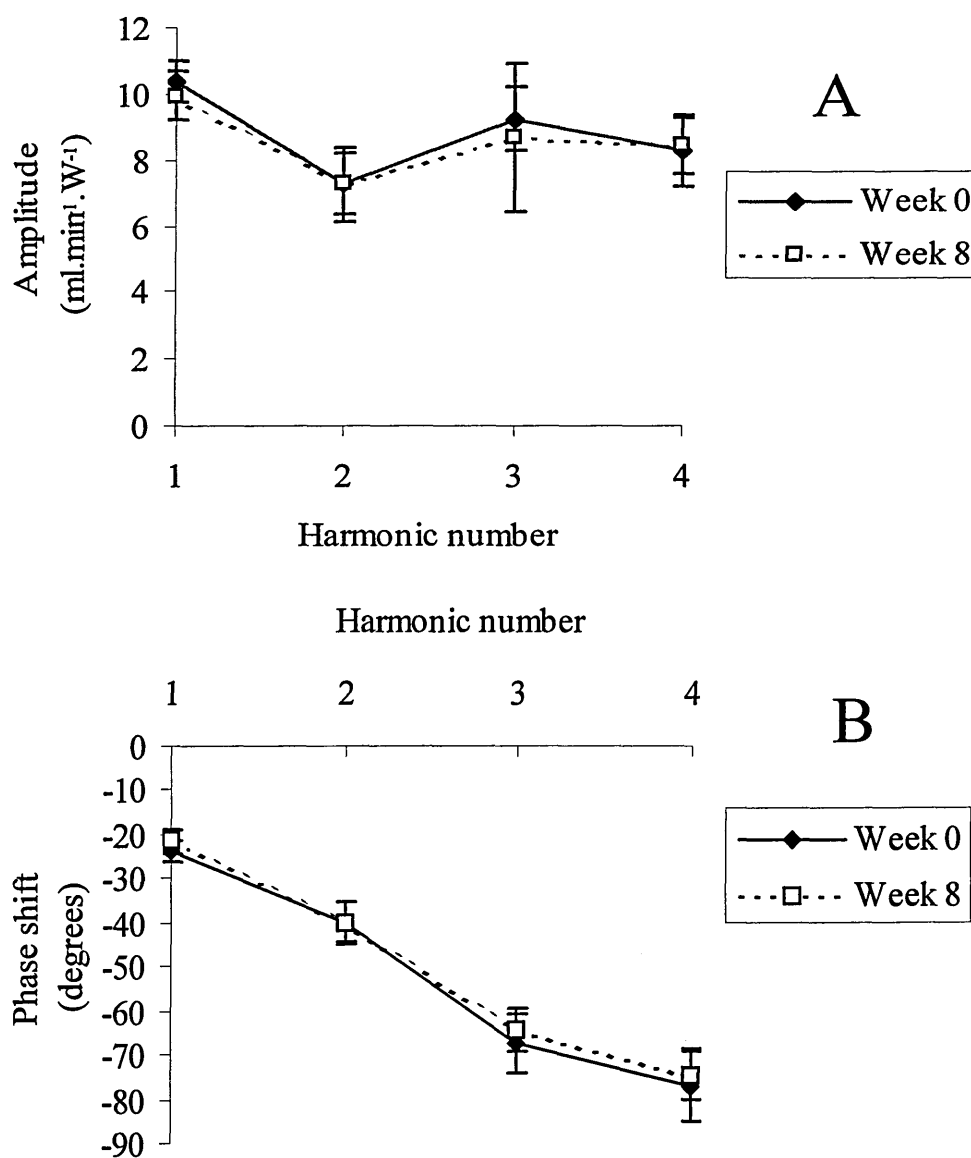 12
10
8
6
4
2
0
Amplitude
(ml.min¹.W⁻¹)
1 2 3 4
Harmonic number
A
Week 0
Week 8
Harmonic number
1 2 3 4
0
-10
-20
-30
-40
-50
-60
-70
-80
-90
Phase shift
(degrees)
B
Week 0
Week 8